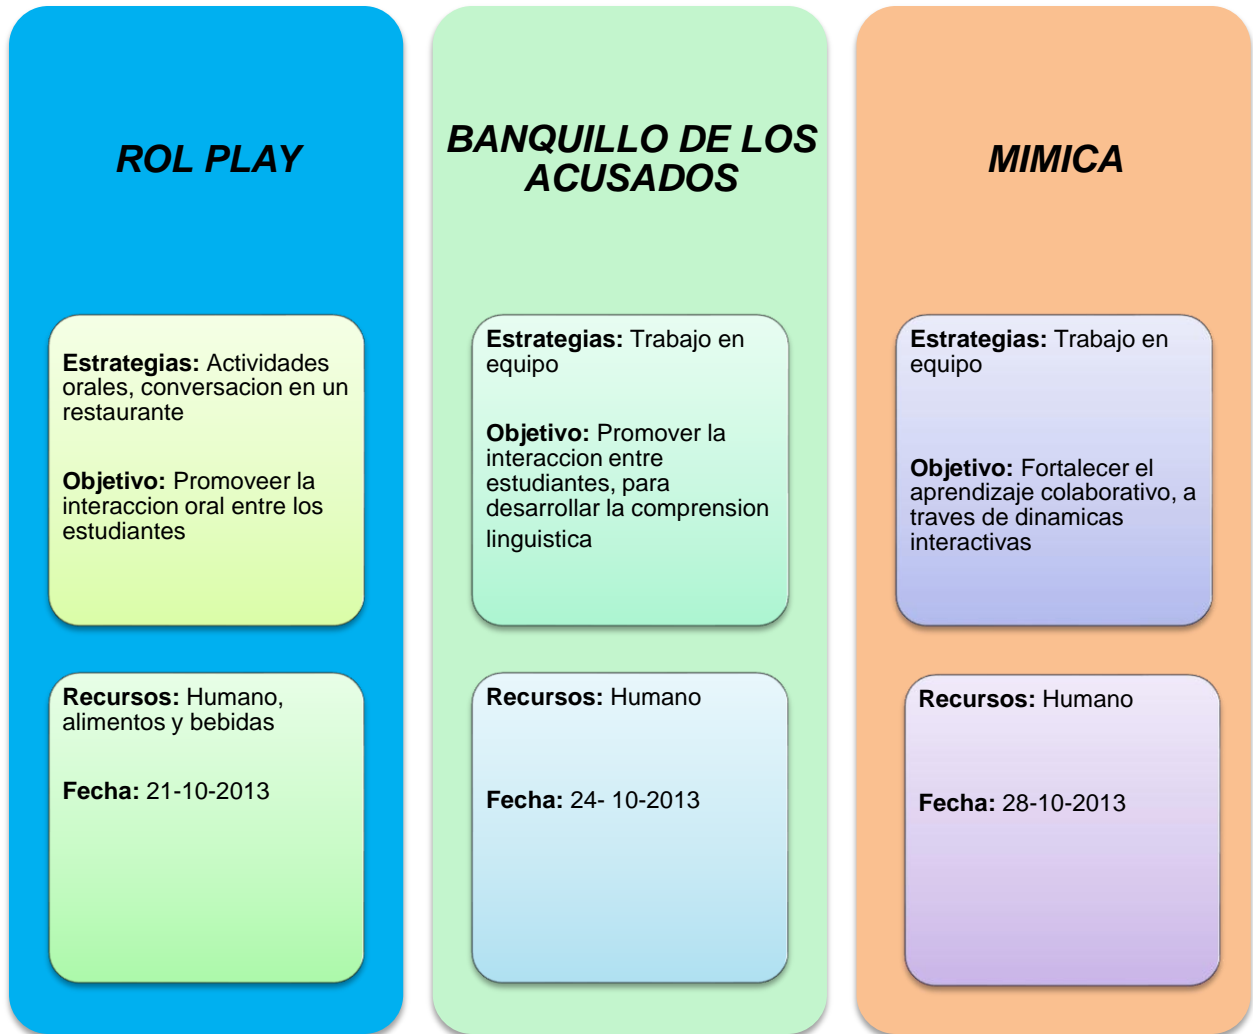 ROL PLAY
Estrategias: Actividades
orales, conversacion en un
restaurante
Objetivo: Promoveer la
interaccion oral entre los
estudiantes
Recursos: Humano,
alimentos y bebidas
Fecha: 21-10-2013
BANQUILLO DE LOS
ACUSADOS
Estrategias: Trabajo en
equipo
Objetivo: Promover la
interaccion entre
estudiantes, para
desarrollar la comprension
linguistica
Recursos: Humano
Fecha: 24- 10-2013
MIMICA
Estrategias: Trabajo en
equipo
Objetivo: Fortalecer el
aprendizaje colaborativo, a
traves de dinamicas
interactivas
Recursos: Humano
Fecha: 28-10-2013